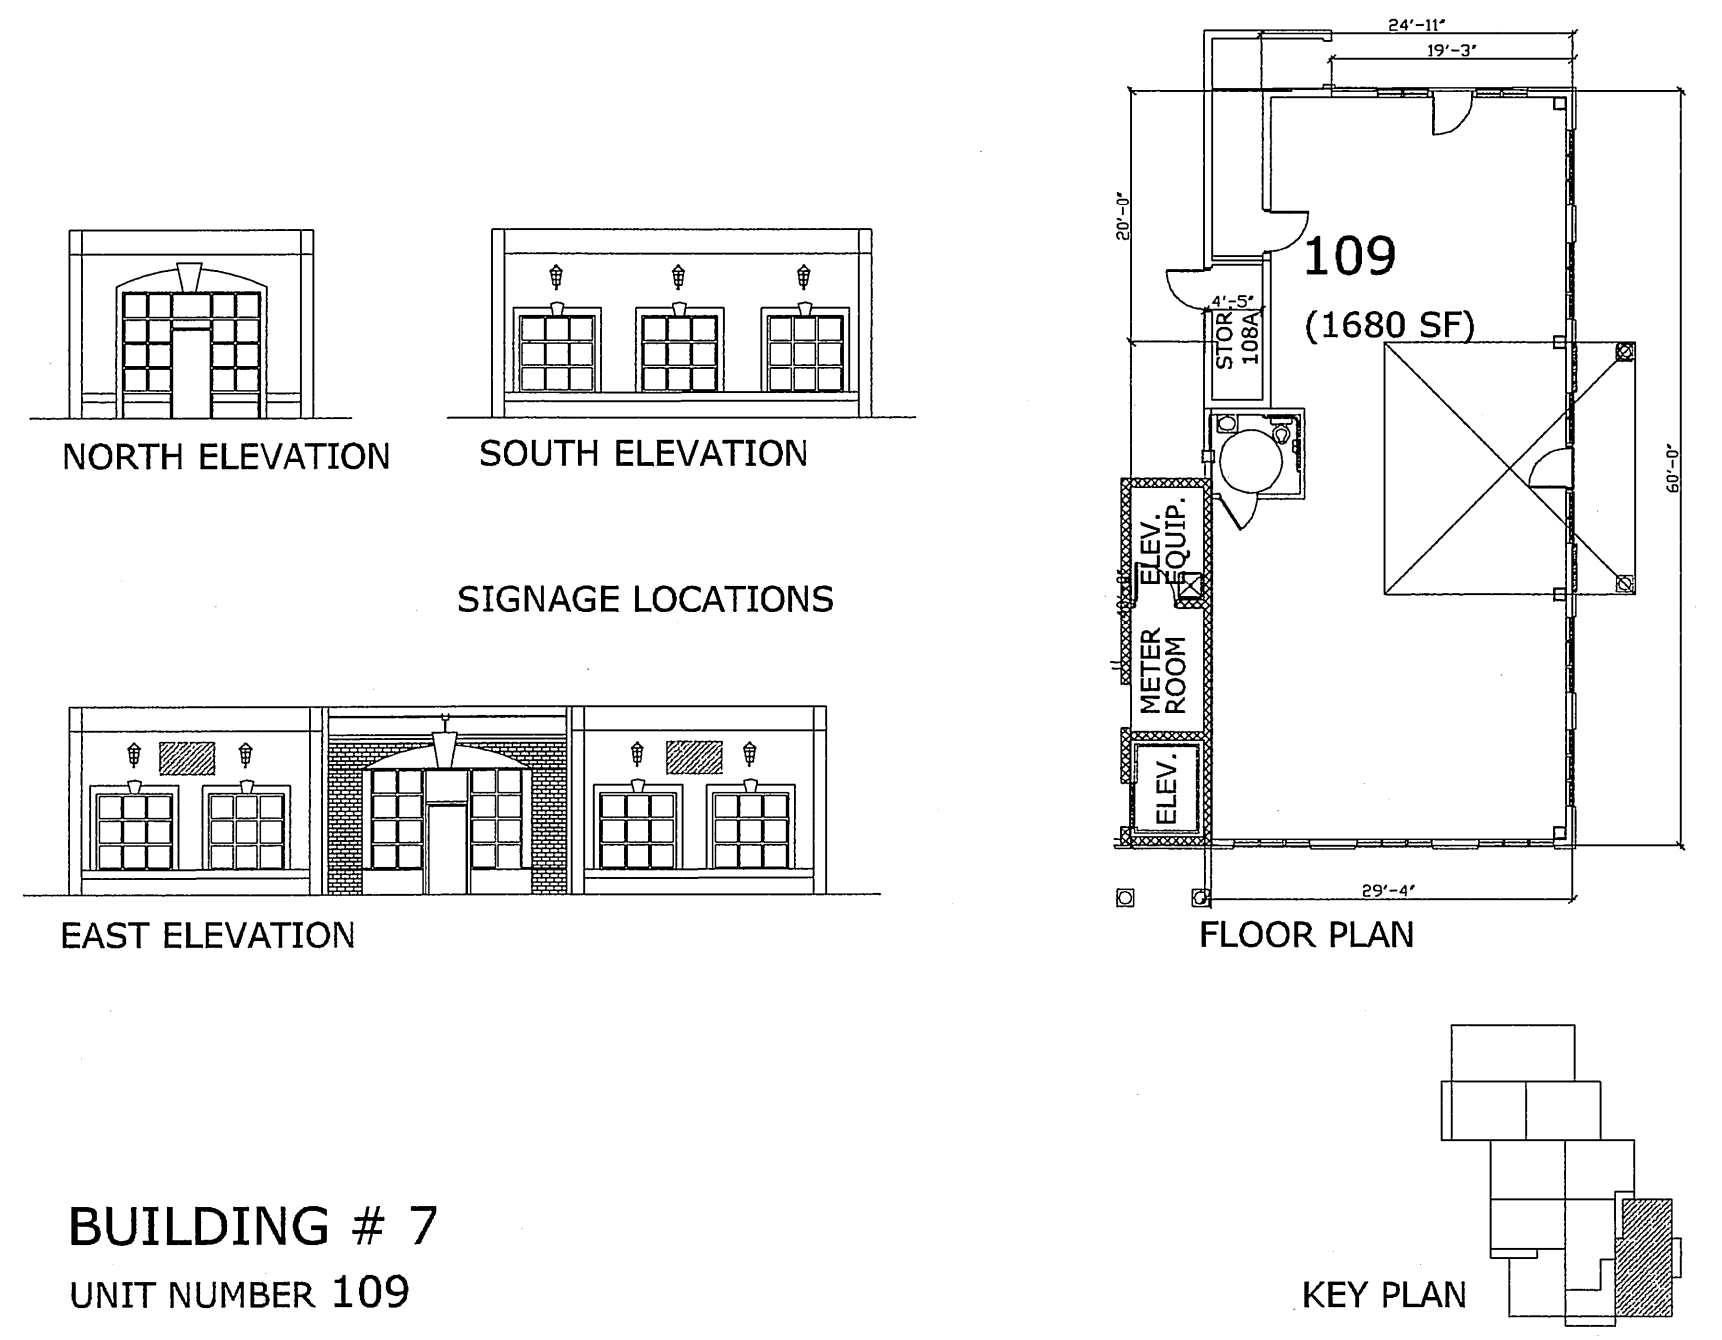 24'-11"
19'-3"
20'-0"
109
(1680 SF)
4'-5"
STOR.
108A
60'-0"
NORTH ELEVATION
SOUTH ELEVATION
ELEV.
EQUIP.
SIGNAGE LOCATIONS
METER
ROOM
ELEV.
29'-4"
EAST ELEVATION
FLOOR PLAN
BUILDING # 7
UNIT NUMBER 109
KEY PLAN